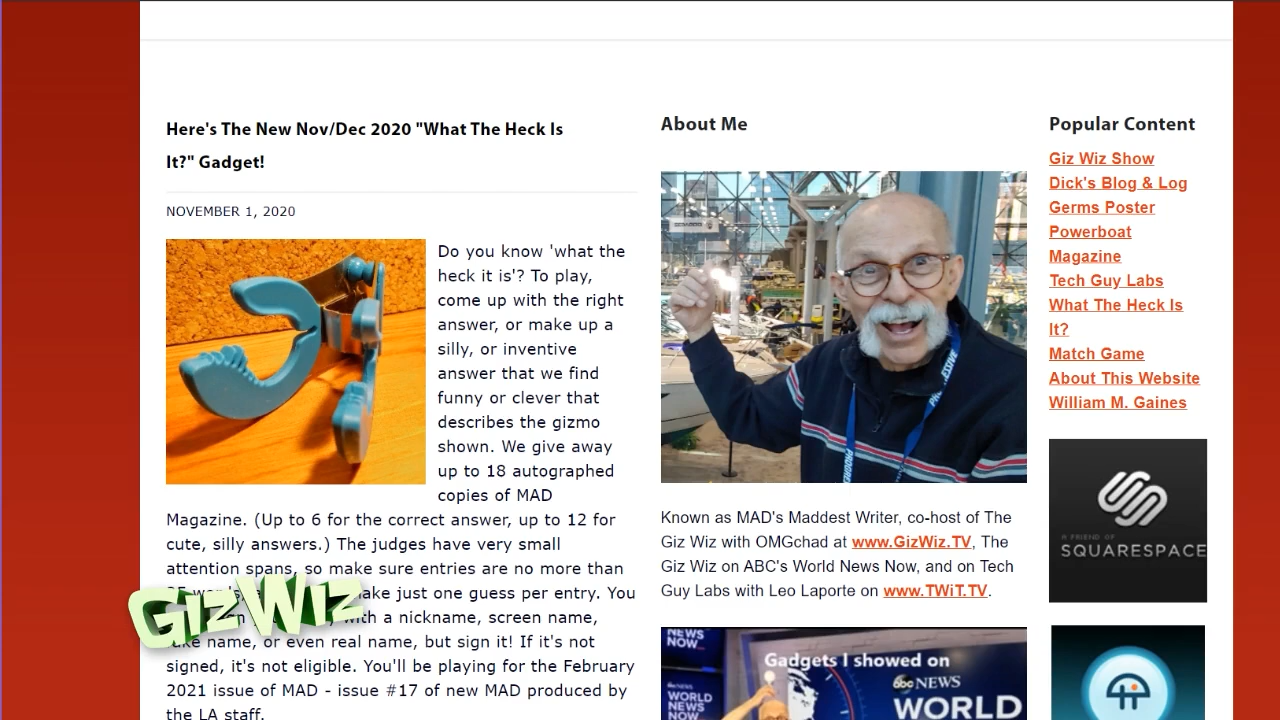 Here's The New Nov/Dec 2020 "What The Heck Is
It?" Gadget!
NOVEMBER 1, 2020
Do you know 'what the
heck it is'? To play,
come up with the right
answer, or make up a
silly, or inventive
answer that we find
funny or clever that
describes the gizmo
shown. We give away
up to 18 autographed
copies of MAD
Magazine. (Up to 6 for the correct answer, up to 12 for
cute, silly answers.) The judges have very small
attention spans, so make sure entries are no more than
make just one guess per entry. You
with a nickname, screen name,
name, or even real name, but sign it! If it's not
signed, it's not eligible. You'll be playing for the February
2021 issue of MAD - issue #17 of new MAD produced by
the LA staff.
GizWiz
About Me
PROGRESSIVE
Known as MAD's Maddest Writer, co-host of The
Giz Wiz with OMGchad at www.GizWiz.TV, The
Giz Wiz on ABC's World News Now, and on Tech
Guy Labs with Leo Laporte on www.TWiT.TV.
NEWS
NOW
Gadgets I showed on
abc NEWS
WORLD
NEWS
NOW
WORLD
Popular Content
Giz Wiz Show
Dick's Blog & Log
Germs Poster
Powerboat
Magazine
Tech Guy Labs
What The Heck Is
It?
Match Game
About This Website
William M. Gaines
A FRIEND OF
SQUARESPACE